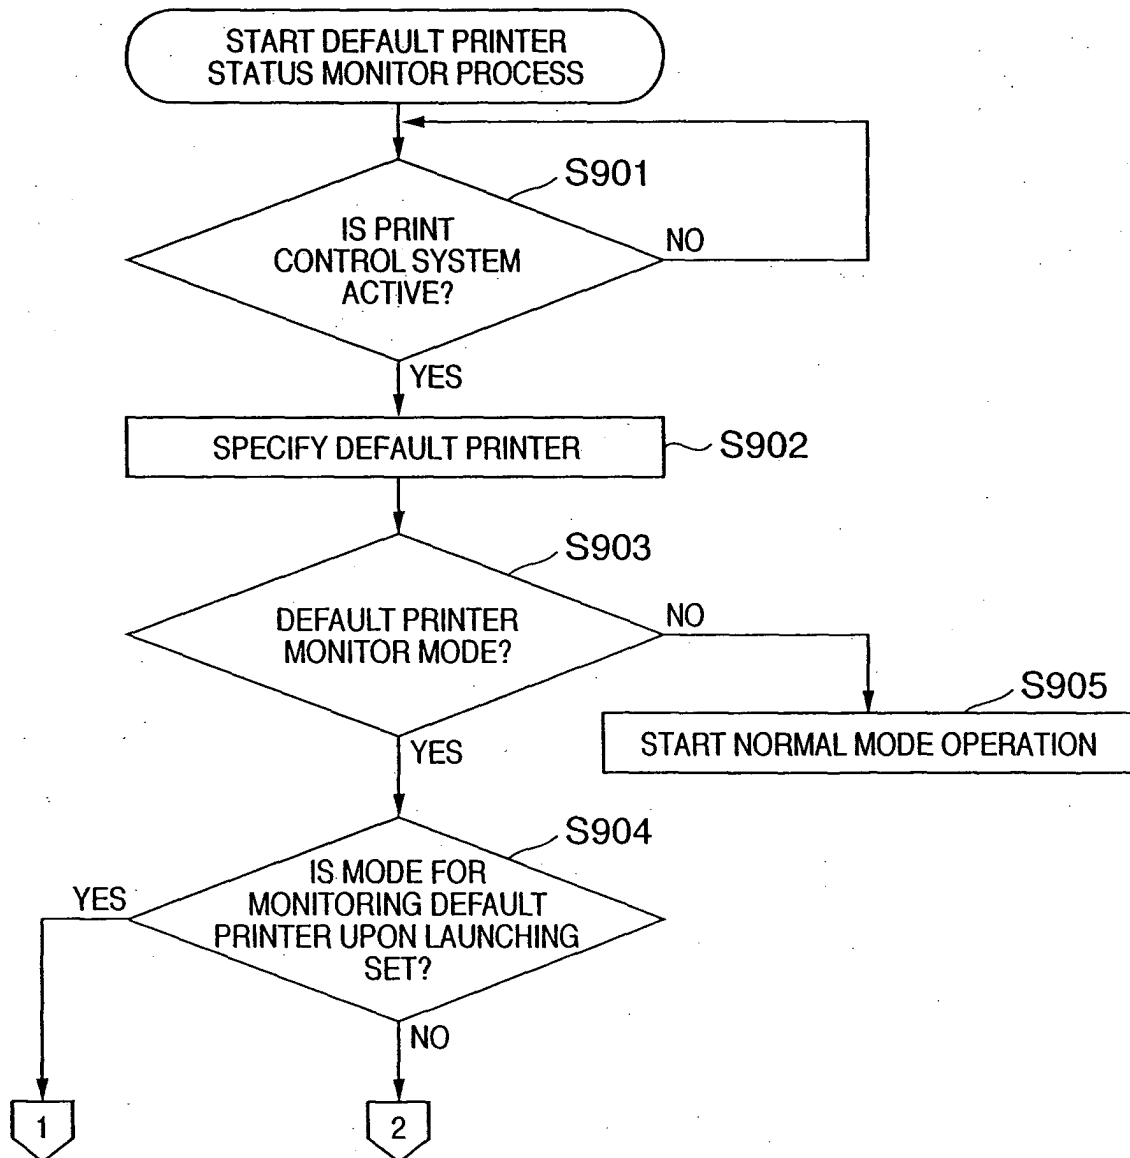 START DEFAULT PRINTER
STATUS MONITOR PROCESS
S901
IS PRINT
CONTROL SYSTEM
ACTIVE?
NO
YES
SPECIFY DEFAULT PRINTER
S902
S903
DEFAULT PRINTER
MONITOR MODE?
NO
YES
S905
START NORMAL MODE OPERATION
S904
IS MODE FOR
MONITORING DEFAULT
PRINTER UPON LAUNCHING
SET?
YES
NO
1
2